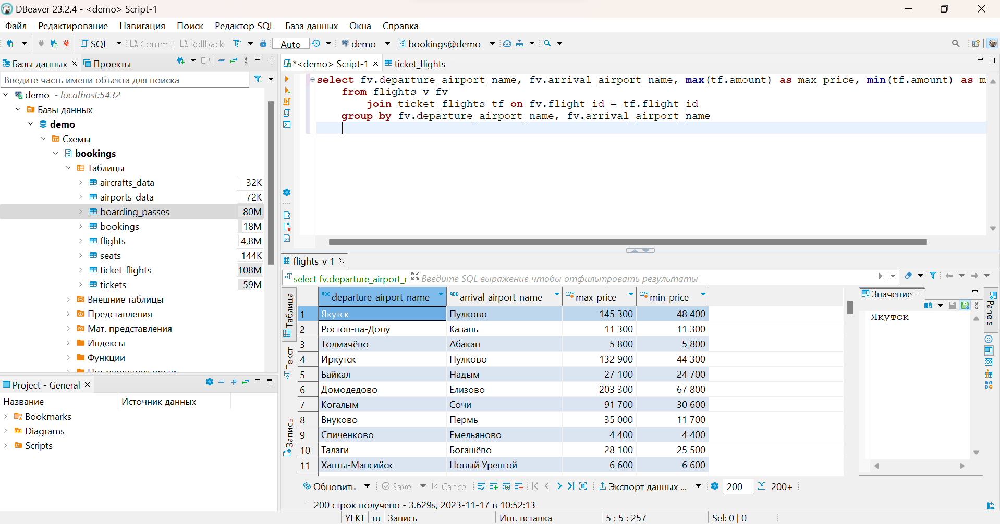 DBeaver 23.2.4 - <demo> Script-1
Файл Редактирование Навигация Поиск Редактор SQL База данных Окна Справка
SQL Commit Rollback Auto demo bookings@demo
Базы данных Проекты
Введите часть имени объекта для поиска
demo - localhost:5432
Базы данных
demo
Схемы
bookings
Таблицы
aircrafts_data 32K
airports_data 72K
boarding_passes 80M
bookings 18M
flights 4,8M
seats 144K
ticket_flights 108M
tickets 59M
Внешние таблицы
Представления
Мат. представления
Индексы
Функции
Последовательности
Project - General
Название Источник данных
Bookmarks
Diagrams
Scripts
*<demo> Script-1 ticket_flights
select fv.departure_airport_name, fv.arrival_airport_name, max(tf.amount) as max_price, min(tf.amount) as m
from flights_v fv
join ticket_flights tf on fv.flight_id = tf.flight_id
group by fv.departure_airport_name, fv.arrival_airport_name
flights_v 1
select fv.departure_airport_r Введите SQL выражение чтобы отфильтровать результаты
Таблица
Текст
Запись
departure_airport_name arrival_airport_name max_price min_price
1 Якутск Пулково 145 300 48 400
2 Ростов-на-Дону Казань 11 300 11 300
3 Толмачёво Абакан 5 800 5 800
4 Иркутск Пулково 132 900 44 300
5 Байкал Надым 27 100 24 700
6 Домодедово Елизово 203 300 67 800
7 Когалым Сочи 91 700 30 600
8 Внуково Пермь 35 000 11 700
9 Спиченково Емельяново 4 400 4 400
10 Талаги Богашёво 28 100 25 500
11 Ханты-Мансийск Новый Уренгой 6 600 6 600
Значение
Якутск
Panels
Обновить Save Cancel Экспорт данных ... 200 200+
200 строк получено - 3.629s, 2023-11-17 в 10:52:13
YEKT ru Запись Инт. вставка 5 : 5 : 257 Sel: 0 | 0